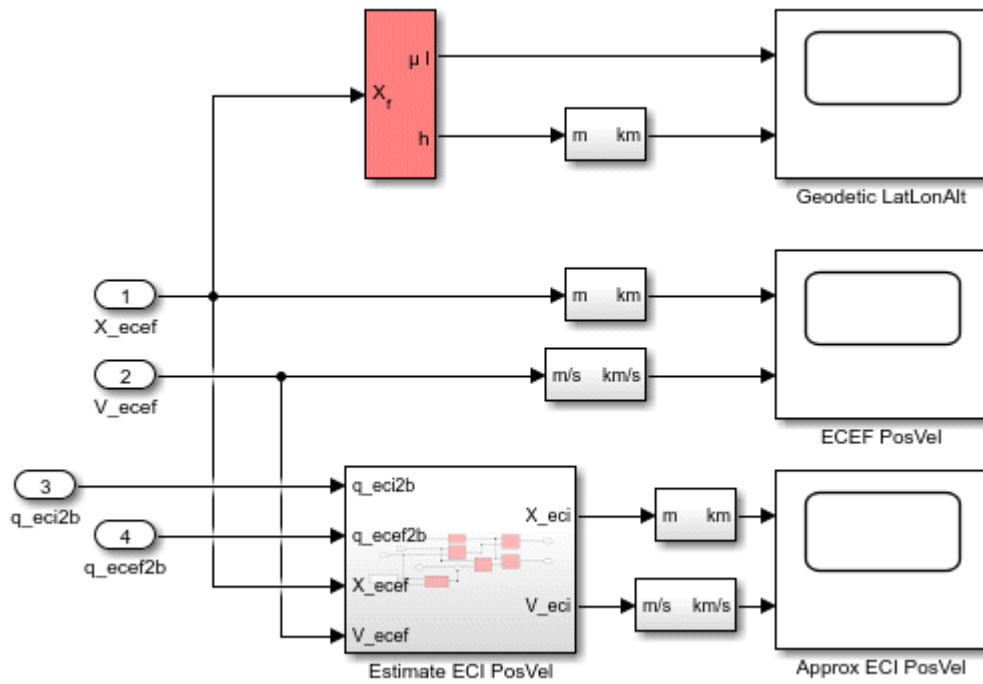 μ l
X_f
h
m km
Geodetic LatLonAlt
1
X_ecef
m km
2
V_ecef
m/s km/s
ECEF PosVel
3
q_eci2b
4
q_ecef2b
q_eci2b
q_ecef2b
X_ecef
V_ecef
X_eci
V_eci
Estimate ECI PosVel
m km
m/s km/s
Approx ECI PosVel